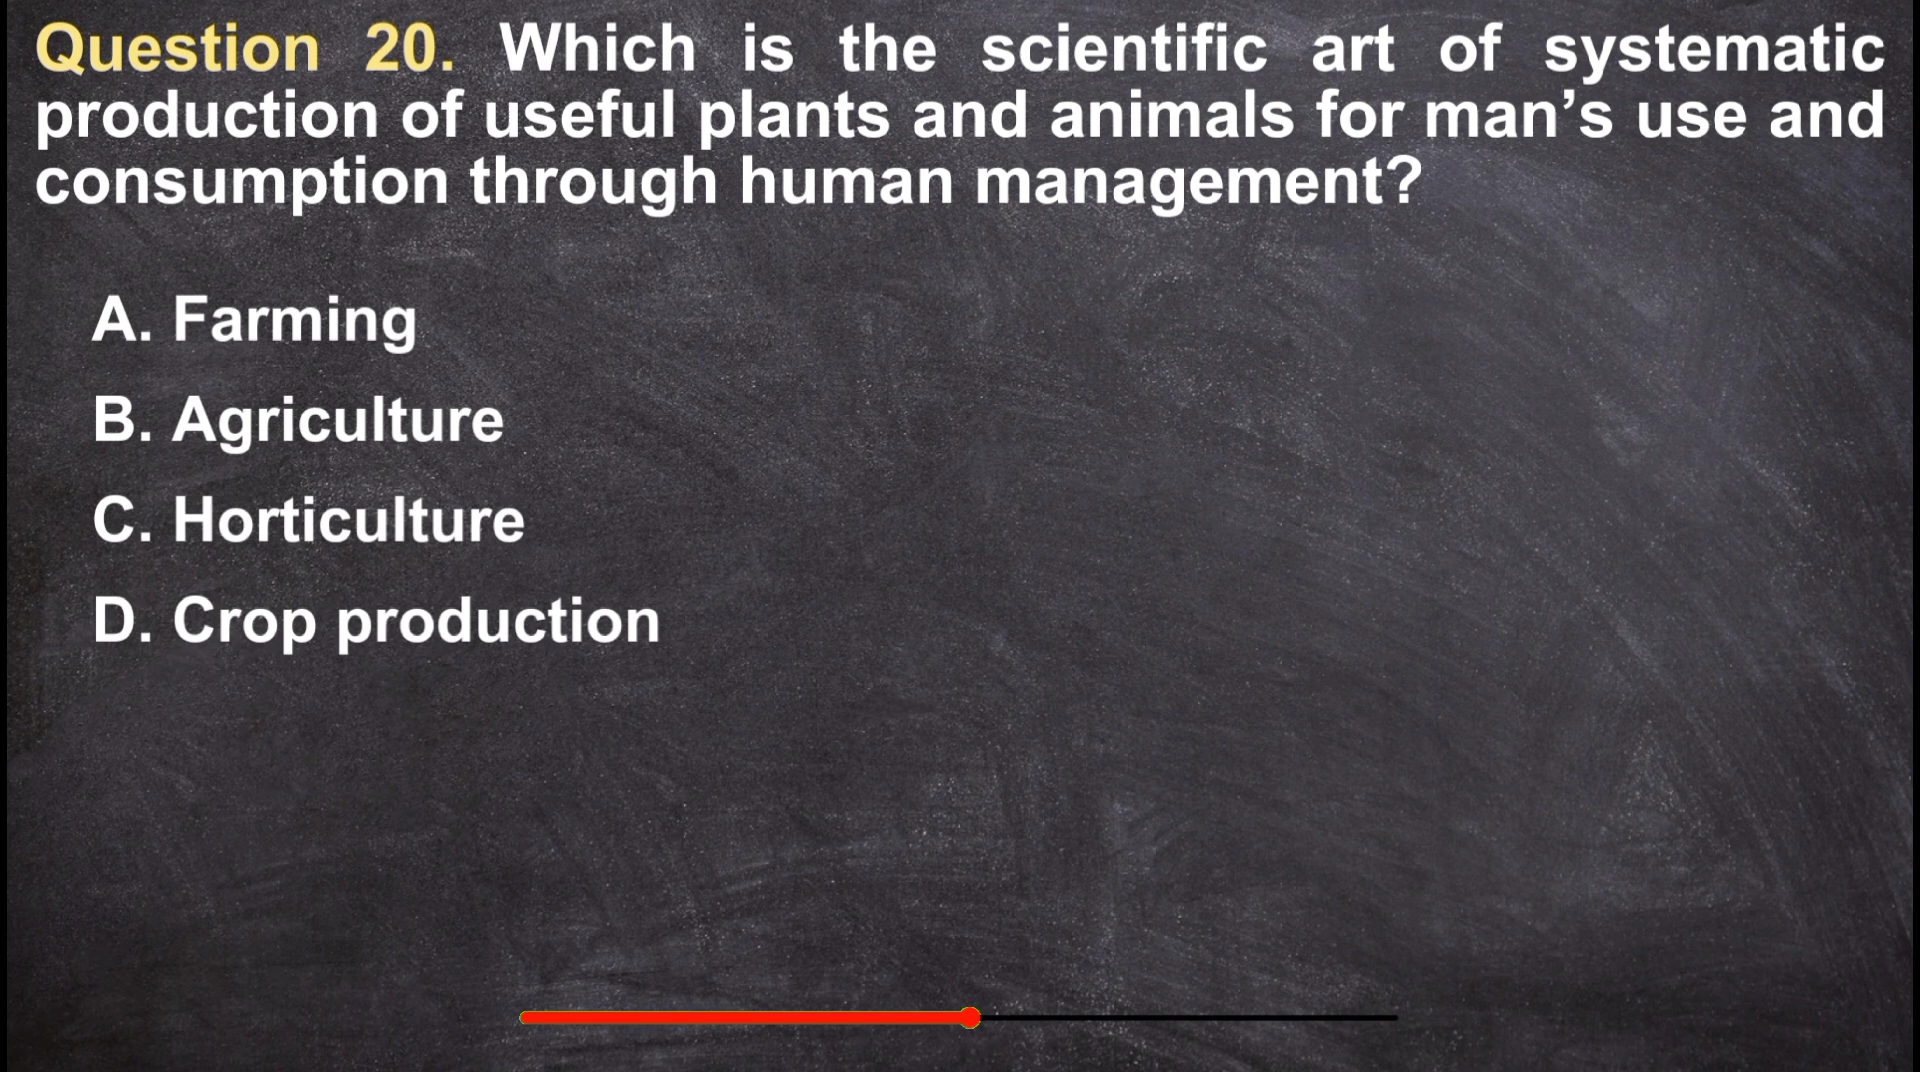 Question 20. Which is the scientific art of systematic
production of useful plants and animals for man’s use and
consumption through human management?
A. Farming
B. Agriculture
C. Horticulture
D. Crop production